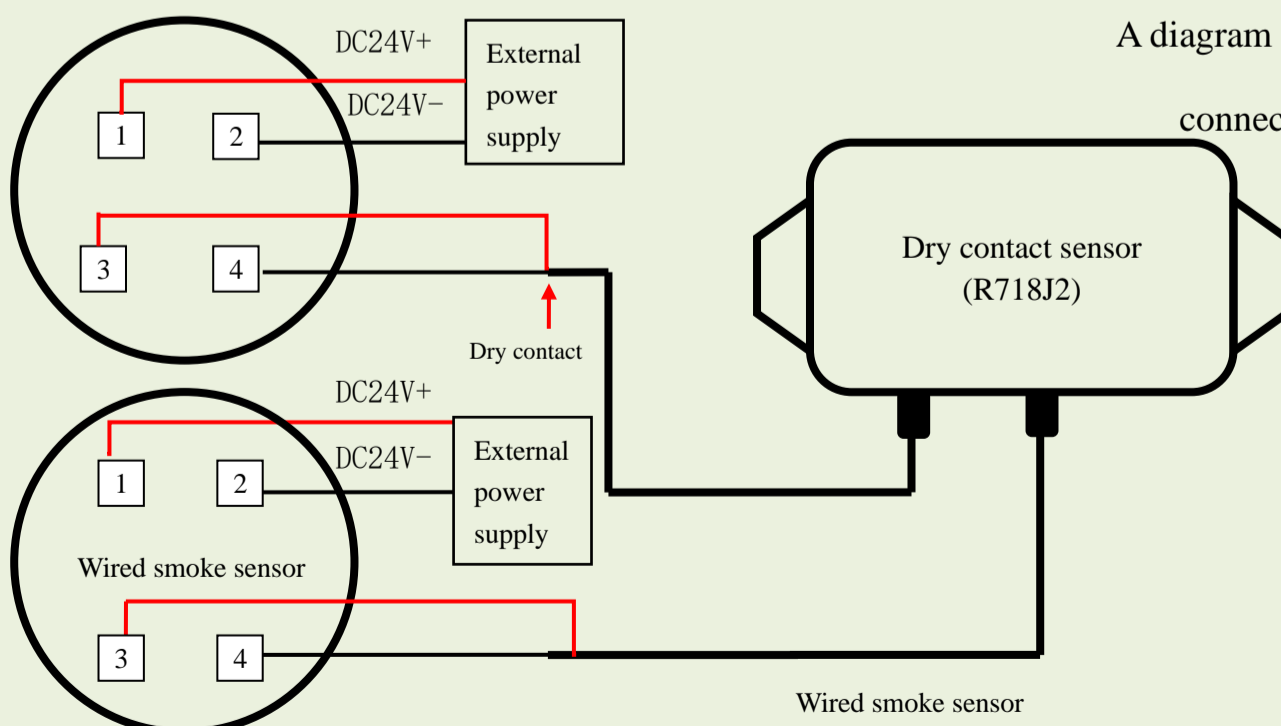 A diagram
connec
DC24V+
External
power
supply
DC24V-
1
2
3
4
Dry contact
Dry contact sensor
(R718J2)
DC24V+
External
power
supply
DC24V-
1
2
Wired smoke sensor
3
4
Wired smoke sensor